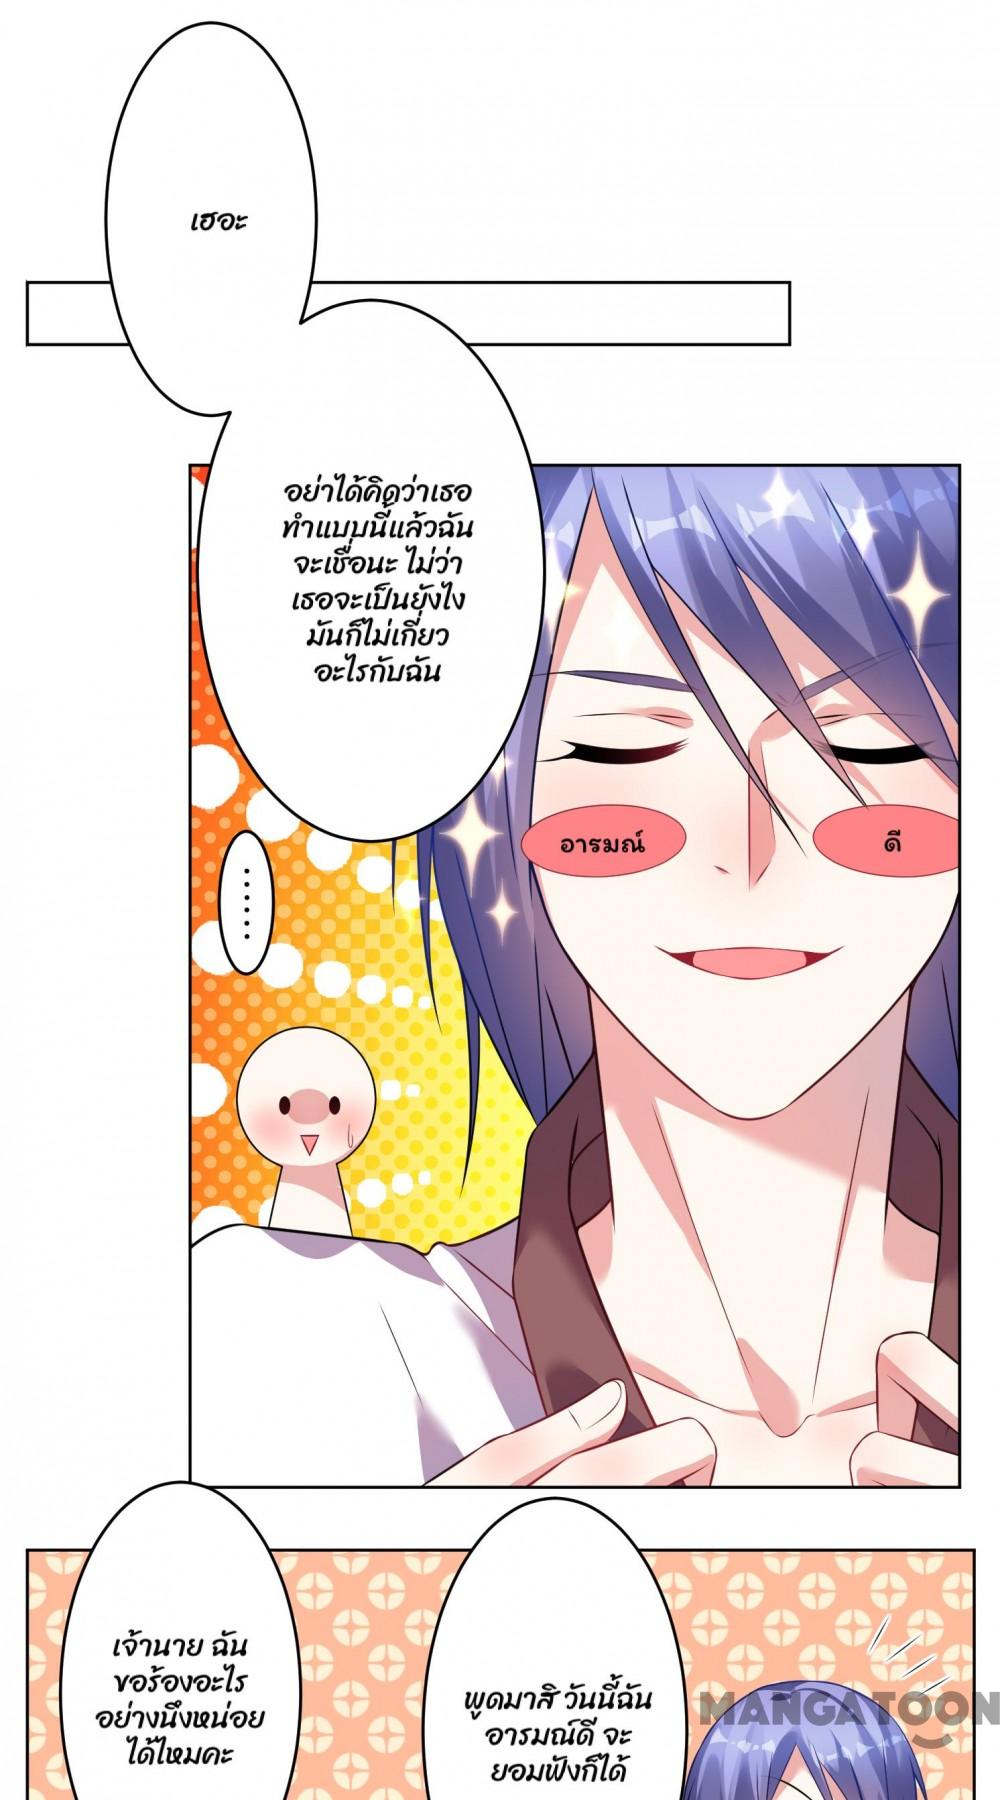 เฮอะ
อย่าได้คิดว่าเธอ
ทำแบบนี้แล้วฉัน
จะเชื่อนะ ไม่ว่า
เธอจะเป็นยังไง
มันก็ไม่เกี่ยว
อะไรกับฉัน
อารมณ์
ดี
......
เจ้านาย ฉัน
ขอร้องอะไร
อย่างนึงหน่อย
ได้ไหมคะ
พูดมาสิ วันนี้ฉัน
อารมณ์ดี จะ
ยอมฟังก็ได้
MANGATOON